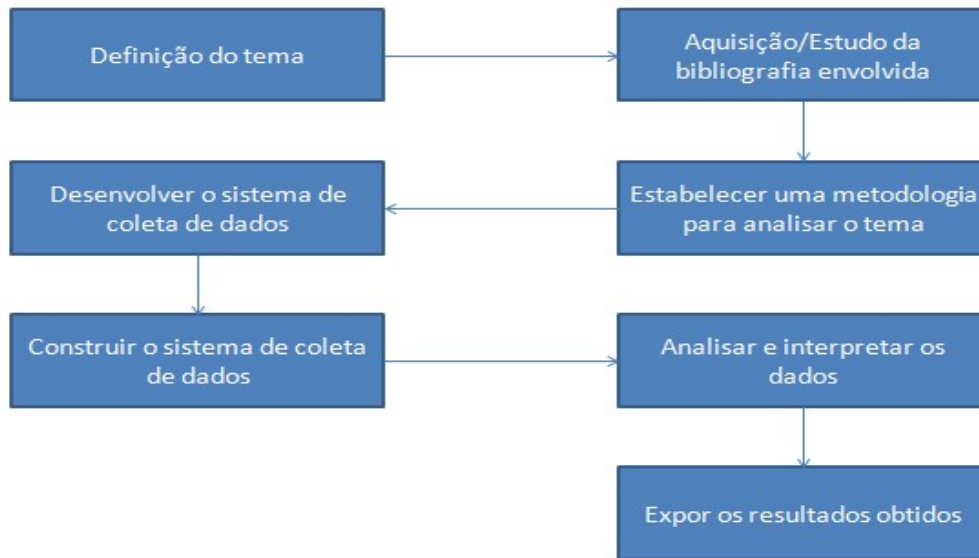 Definição do tema
Aquisição/Estudo da
bibliografia envolvida
Estabelecer uma metodologia
para analisar o tema
Desenvolver o sistema de
coleta de dados
Construir o sistema de coleta
de dados
Analisar e interpretar os
dados
Expor os resultados obtidos